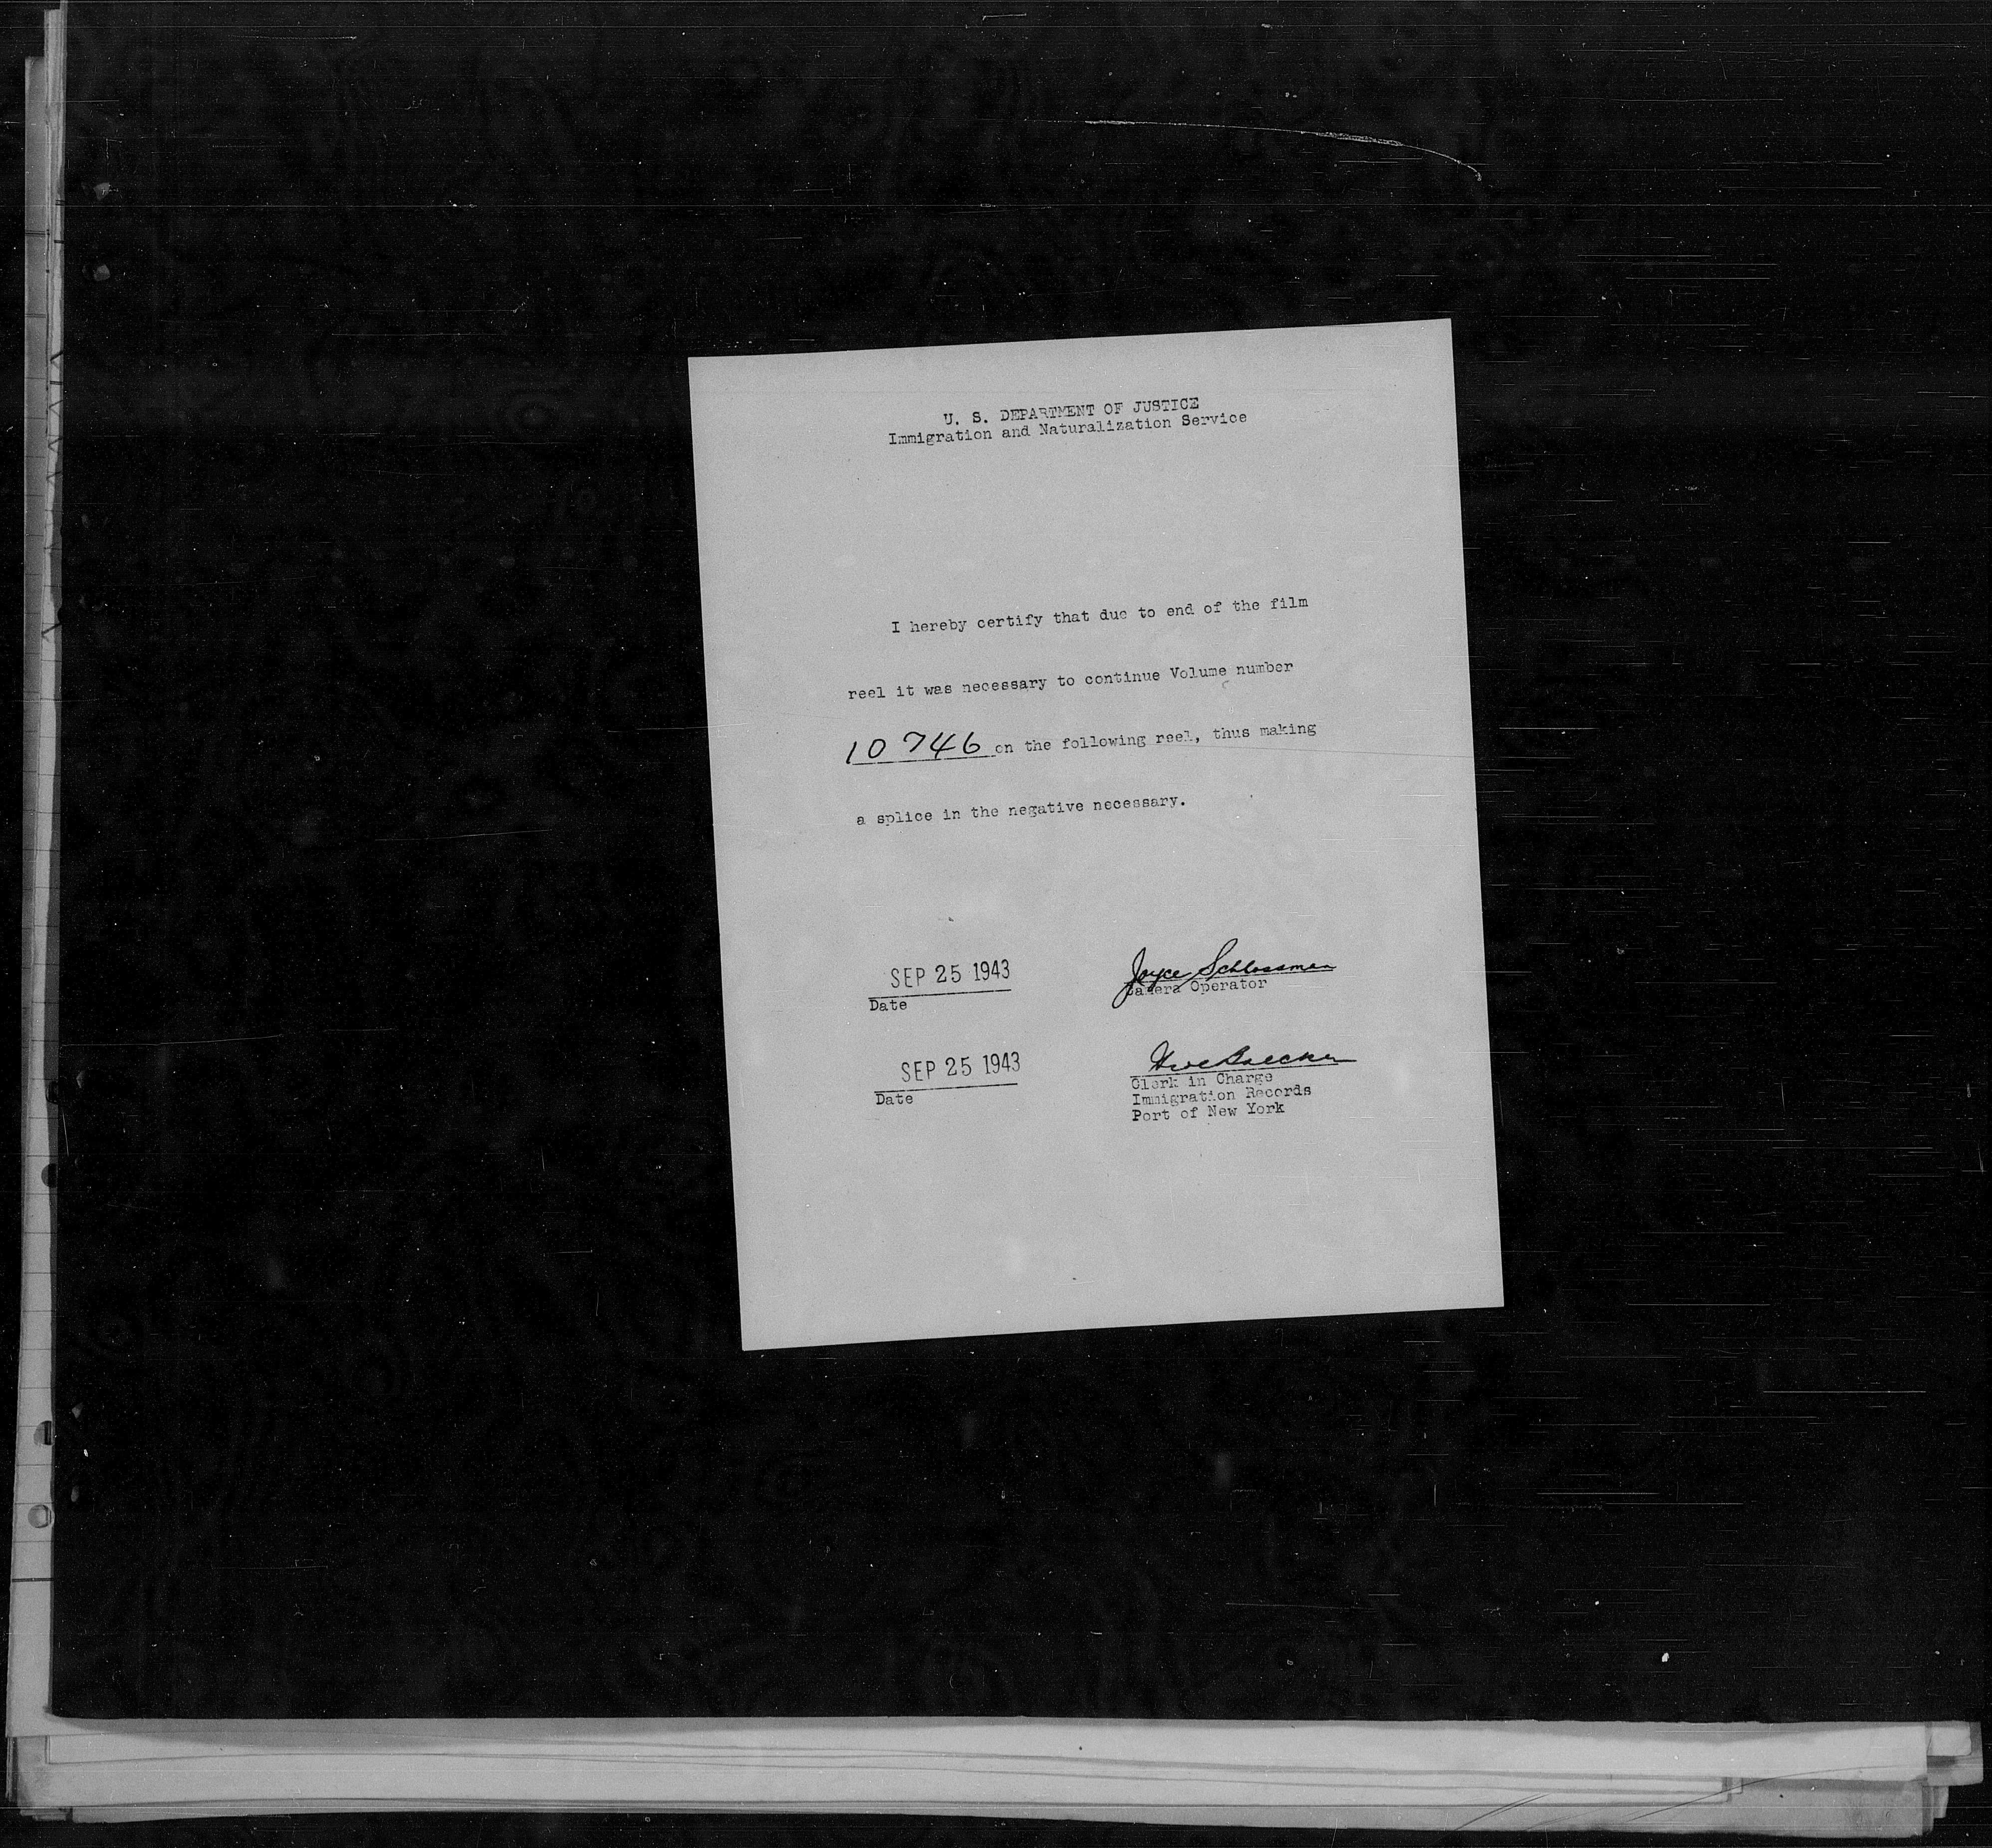 U. S. DEPARTMENT OF JUSTICE
Immigration and Naturalization Service
I hereby certify that due to end of the film
reel it was necessary to continue Volume number
10746 on the following reel, thus making
a splice in the negative necessary.
SEP 25 1943
Date
Joyce Schlossman
Camera Operator
SEP 25 1943
Date
Clerk in Charge
Immigration Records
Port of New York